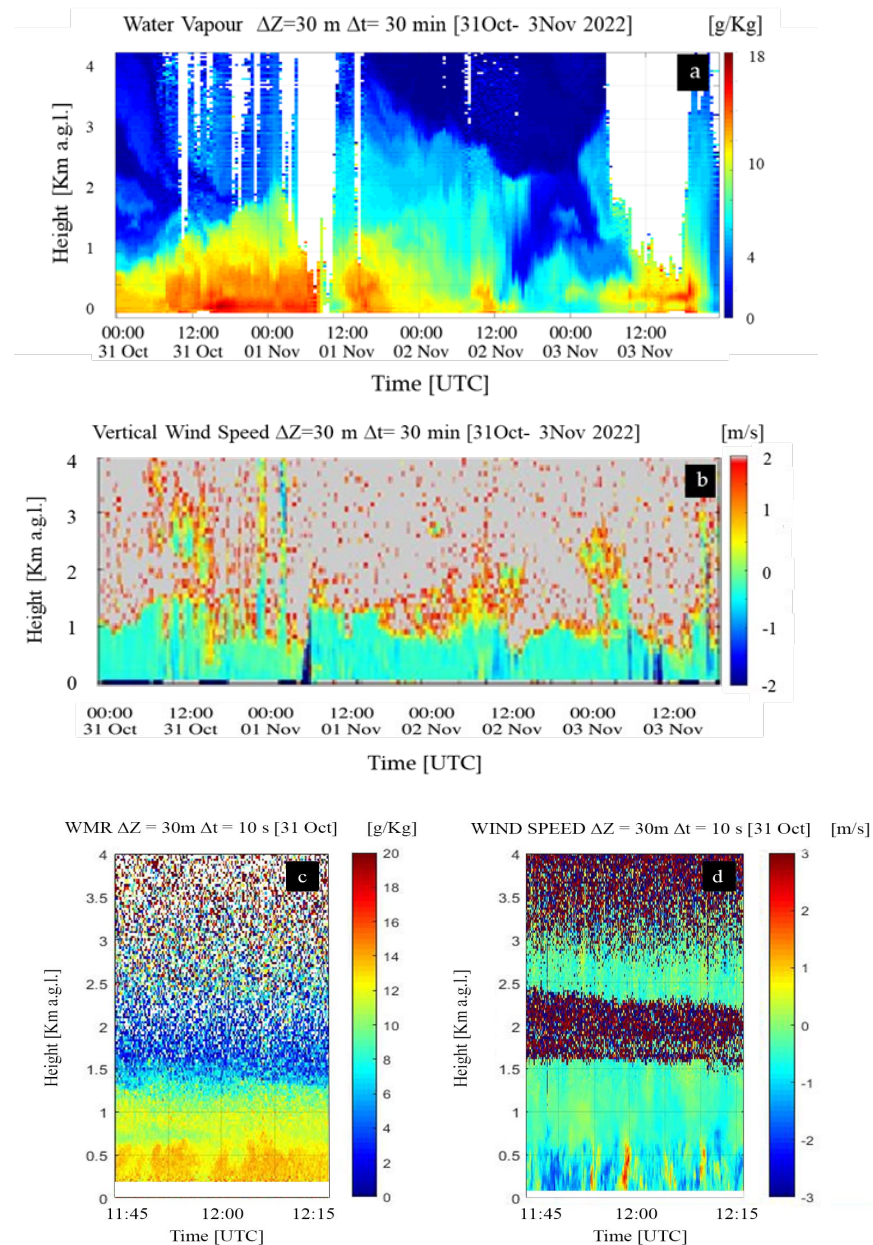 Water Vapour ΔZ=30 m Δt= 30 min [31Oct- 3Nov 2022] [g/Kg]
a
18
10
4
0
4
3
2
1
0
Height [Km a.g.l.]
00:00 12:00 00:00 12:00 00:00 12:00 00:00 12:00
31 Oct 31 Oct 01 Nov 01 Nov 02 Nov 02 Nov 03 Nov 03 Nov
Time [UTC]
Vertical Wind Speed ΔZ=30 m Δt= 30 min [31Oct- 3Nov 2022] [m/s]
b
2
1
0
-1
-2
4
3
2
1
0
Height [Km a.g.l.]
00:00 12:00 00:00 12:00 00:00 12:00 00:00 12:00
31 Oct 31 Oct 01 Nov 01 Nov 02 Nov 02 Nov 03 Nov 03 Nov
Time [UTC]
WMR ΔZ = 30m Δt = 10 s [31 Oct] [g/Kg]
c
20
18
16
14
12
10
8
6
4
2
0
4
3.5
3
2.5
2
1.5
1
0.5
0
Height [Km a.g.l.]
11:45 12:00 12:15
Time [UTC]
WIND SPEED ΔZ = 30m Δt = 10 s [31 Oct] [m/s]
d
3
2
1
0
-1
-2
-3
4
3.5
3
2.5
2
1.5
1
0.5
0
Height [Km a.g.l.]
11:45 12:00 12:15
Time [UTC]